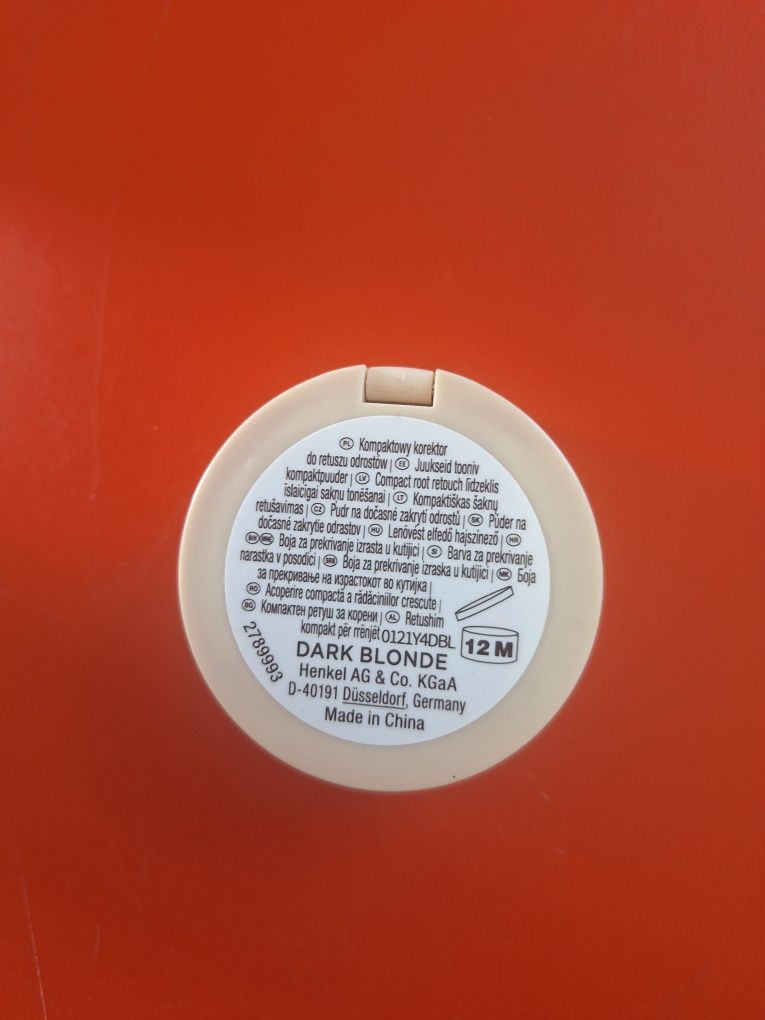 PL Kompaktowy korektor
do retuszu odrostów | EE Juukseid tooniv
kompaktpuuder | LV Compact root retouch līdzeklis
īslaicīgai sakņu tonēšanai | LT Kompaktiškas šaknų
retušavimas | CZ Pudr na dočasné zakrytí odrostů | SK Púder na
dočasné zakrytie odrastov | HU Lenövést elfedő hajszínező | HR
BIH MNE Boja za prekrivanje izrasta u kutijici | SI Barva za prekrivanje
narastka v posodici | SRB Boja za prekrivanje izraska u kutijici | MK Боја
за прекривање на израстокот во кутијка |
RO Acoperire compactă a rădăciniilor crescute |
BG Компактен ретуш за корени | AL Retushim
kompakt për rrënjët 0121Y4DBL
12 M
2789993
DARK BLONDE
Henkel AG & Co. KGaA
D-40191 Düsseldorf, Germany
Made in China